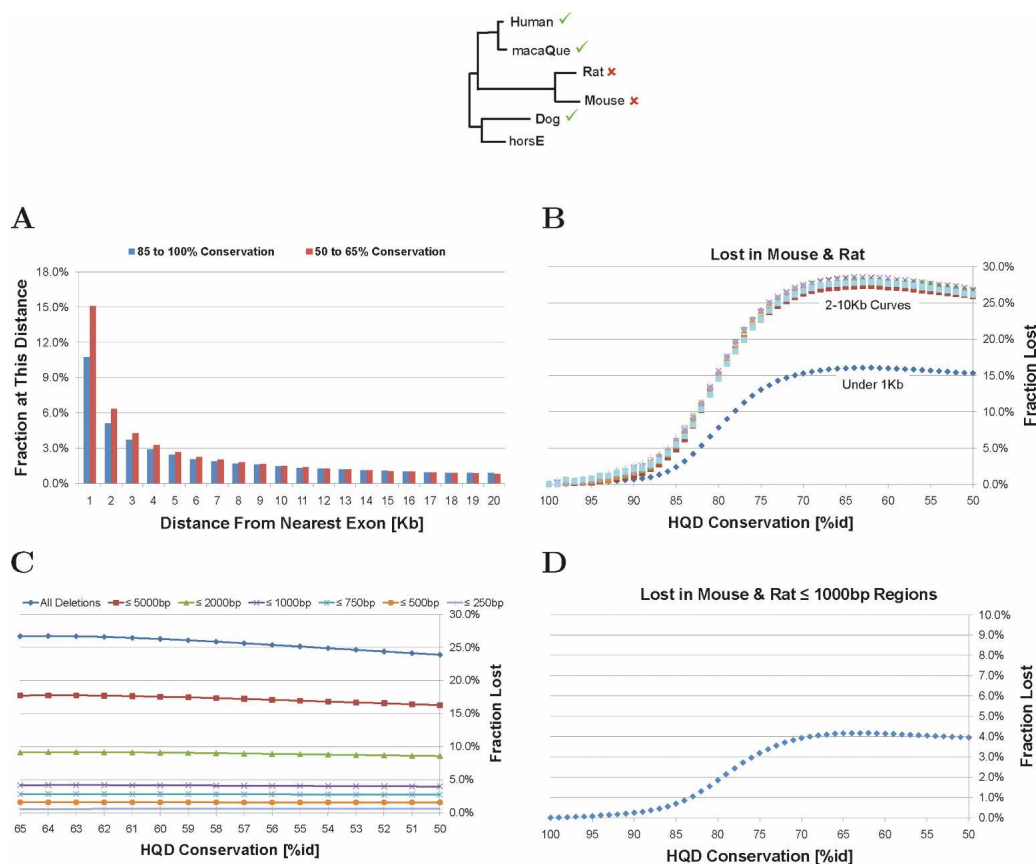 Human ✓
macaQue ✓
Rat ✘
Mouse ✘
Dog ✓
horsE
A
85 to 100% Conservation 50 to 65% Conservation
Fraction at This Distance
18.0%
15.0%
12.0%
9.0%
6.0%
3.0%
0.0%
1 2 3 4 5 6 7 8 9 10 11 12 13 14 15 16 17 18 19 20
Distance From Nearest Exon [Kb]
B
Lost in Mouse & Rat
30.0%
25.0%
20.0%
15.0%
10.0%
5.0%
0.0%
Fraction Lost
2-10Kb Curves
Under 1Kb
100 95 90 85 80 75 70 65 60 55 50
HQD Conservation [%id]
C
All Deletions ≤ 5000bp ≤ 2000bp ≤ 1000bp ≤ 750bp ≤ 500bp ≤ 250bp
30.0%
25.0%
20.0%
15.0%
10.0%
5.0%
0.0%
Fraction Lost
65 64 63 62 61 60 59 58 57 56 55 54 53 52 51 50
HQD Conservation [%id]
D
Lost in Mouse & Rat ≤ 1000bp Regions
10.0%
9.0%
8.0%
7.0%
6.0%
5.0%
4.0%
3.0%
2.0%
1.0%
0.0%
Fraction Lost
100 95 90 85 80 75 70 65 60 55 50
HQD Conservation [%id]